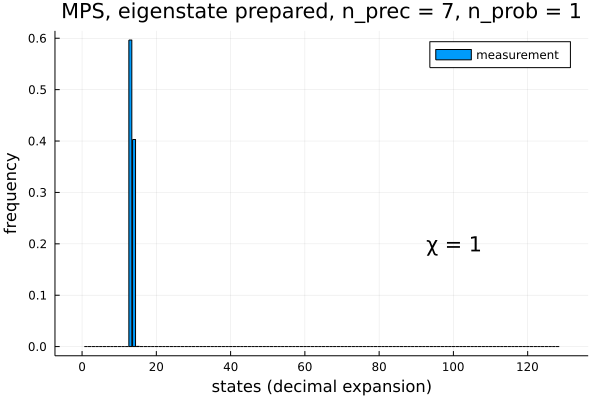 MPS, eigenstate prepared, n_prec = 7, n_prob = 1
measurement
frequency
0.6
0.5
0.4
0.3
0.2
0.1
0.0
χ = 1
0 20 40 60 80 100 120
states (decimal expansion)